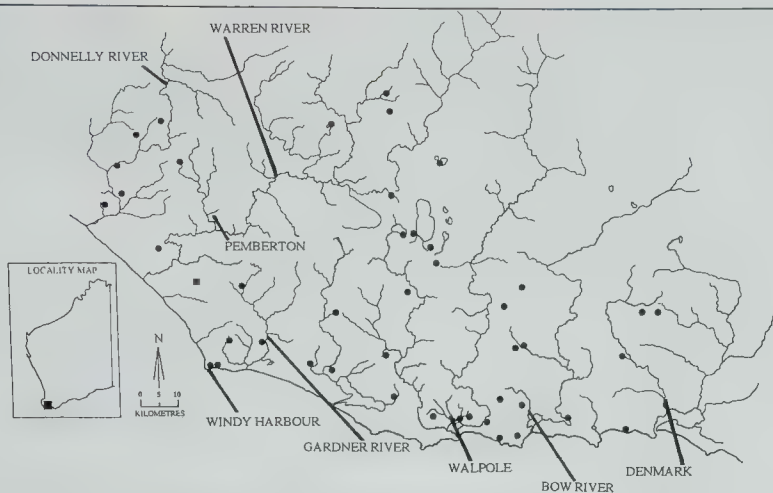 WARREN RIVER
DONNELLY RIVER
PEMBERTON
LOCALITY MAP
N
0 5 10
KILOMETRES
WINDY HARBOUR
GARDNER RIVER
WALPOLE
BOW RIVER
DENMARK